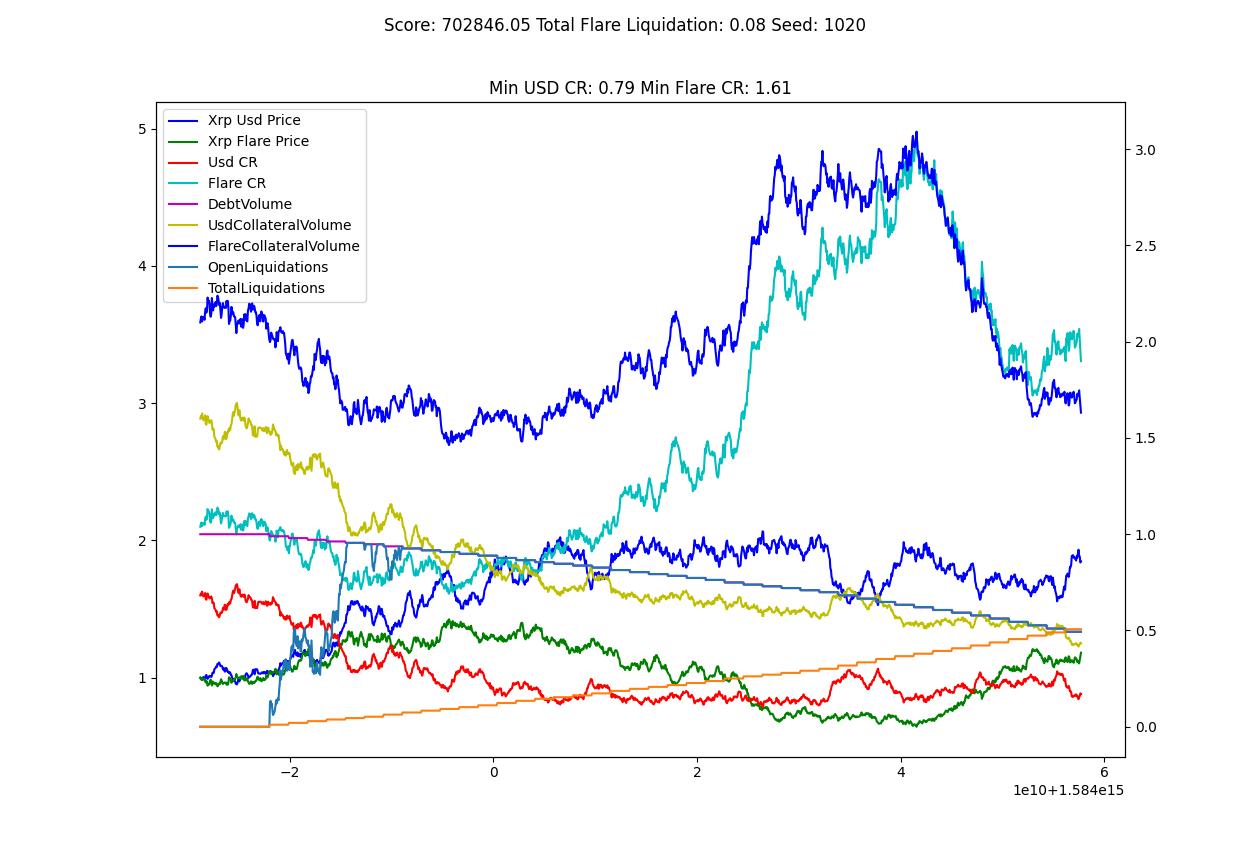 Score: 702846.05 Total Flare Liquidation: 0.08 Seed: 1020
Min USD CR: 0.79 Min Flare CR: 1.61
Xrp Usd Price
Xrp Flare Price
Usd CR
Flare CR
DebtVolume
UsdCollateralVolume
FlareCollateralVolume
OpenLiquidations
TotalLiquidations
5
4
3
2
1
3.0
2.5
2.0
1.5
1.0
0.5
0.0
−2 0 2 4 6
1e10+1.584e15